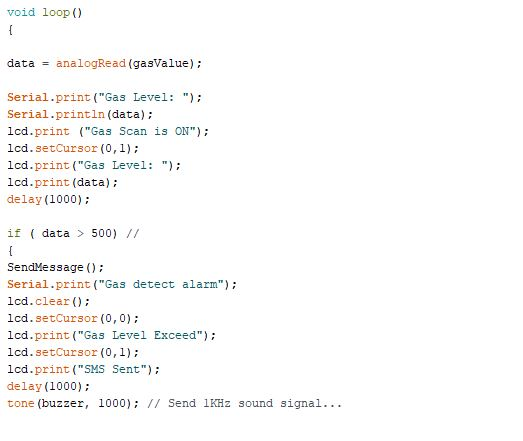 void loop()
{
data = analogRead(gasValue);
Serial.print("Gas Level: ");
Serial.println(data);
lcd.print ("Gas Scan is ON");
lcd.setCursor(0,1);
lcd.print("Gas Level: ");
lcd.print(data);
delay(1000);
if ( data > 500) //
{
SendMessage();
Serial.print("Gas detect alarm");
lcd.clear();
lcd.setCursor(0,0);
lcd.print("Gas Level Exceed");
lcd.setCursor(0,1);
lcd.print("SMS Sent");
delay(1000);
tone(buzzer, 1000); // Send 1KHz sound signal...